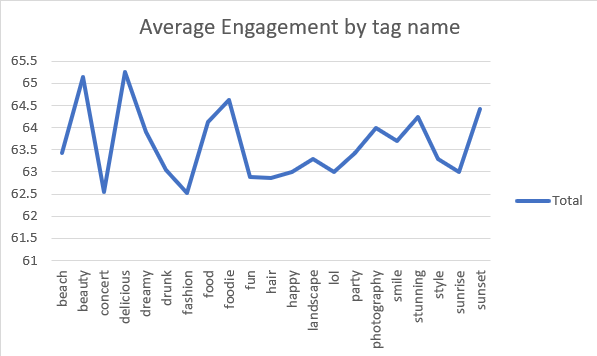 Average Engagement by tag name
65.5
65
64.5
64
63.5
63
62.5
62
61.5
61
beach
beauty
concert
delicious
dreamy
drunk
fashion
food
foodie
fun
hair
happy
landscape
lol
party
photography
smile
stunning
style
sunrise
sunset
Total